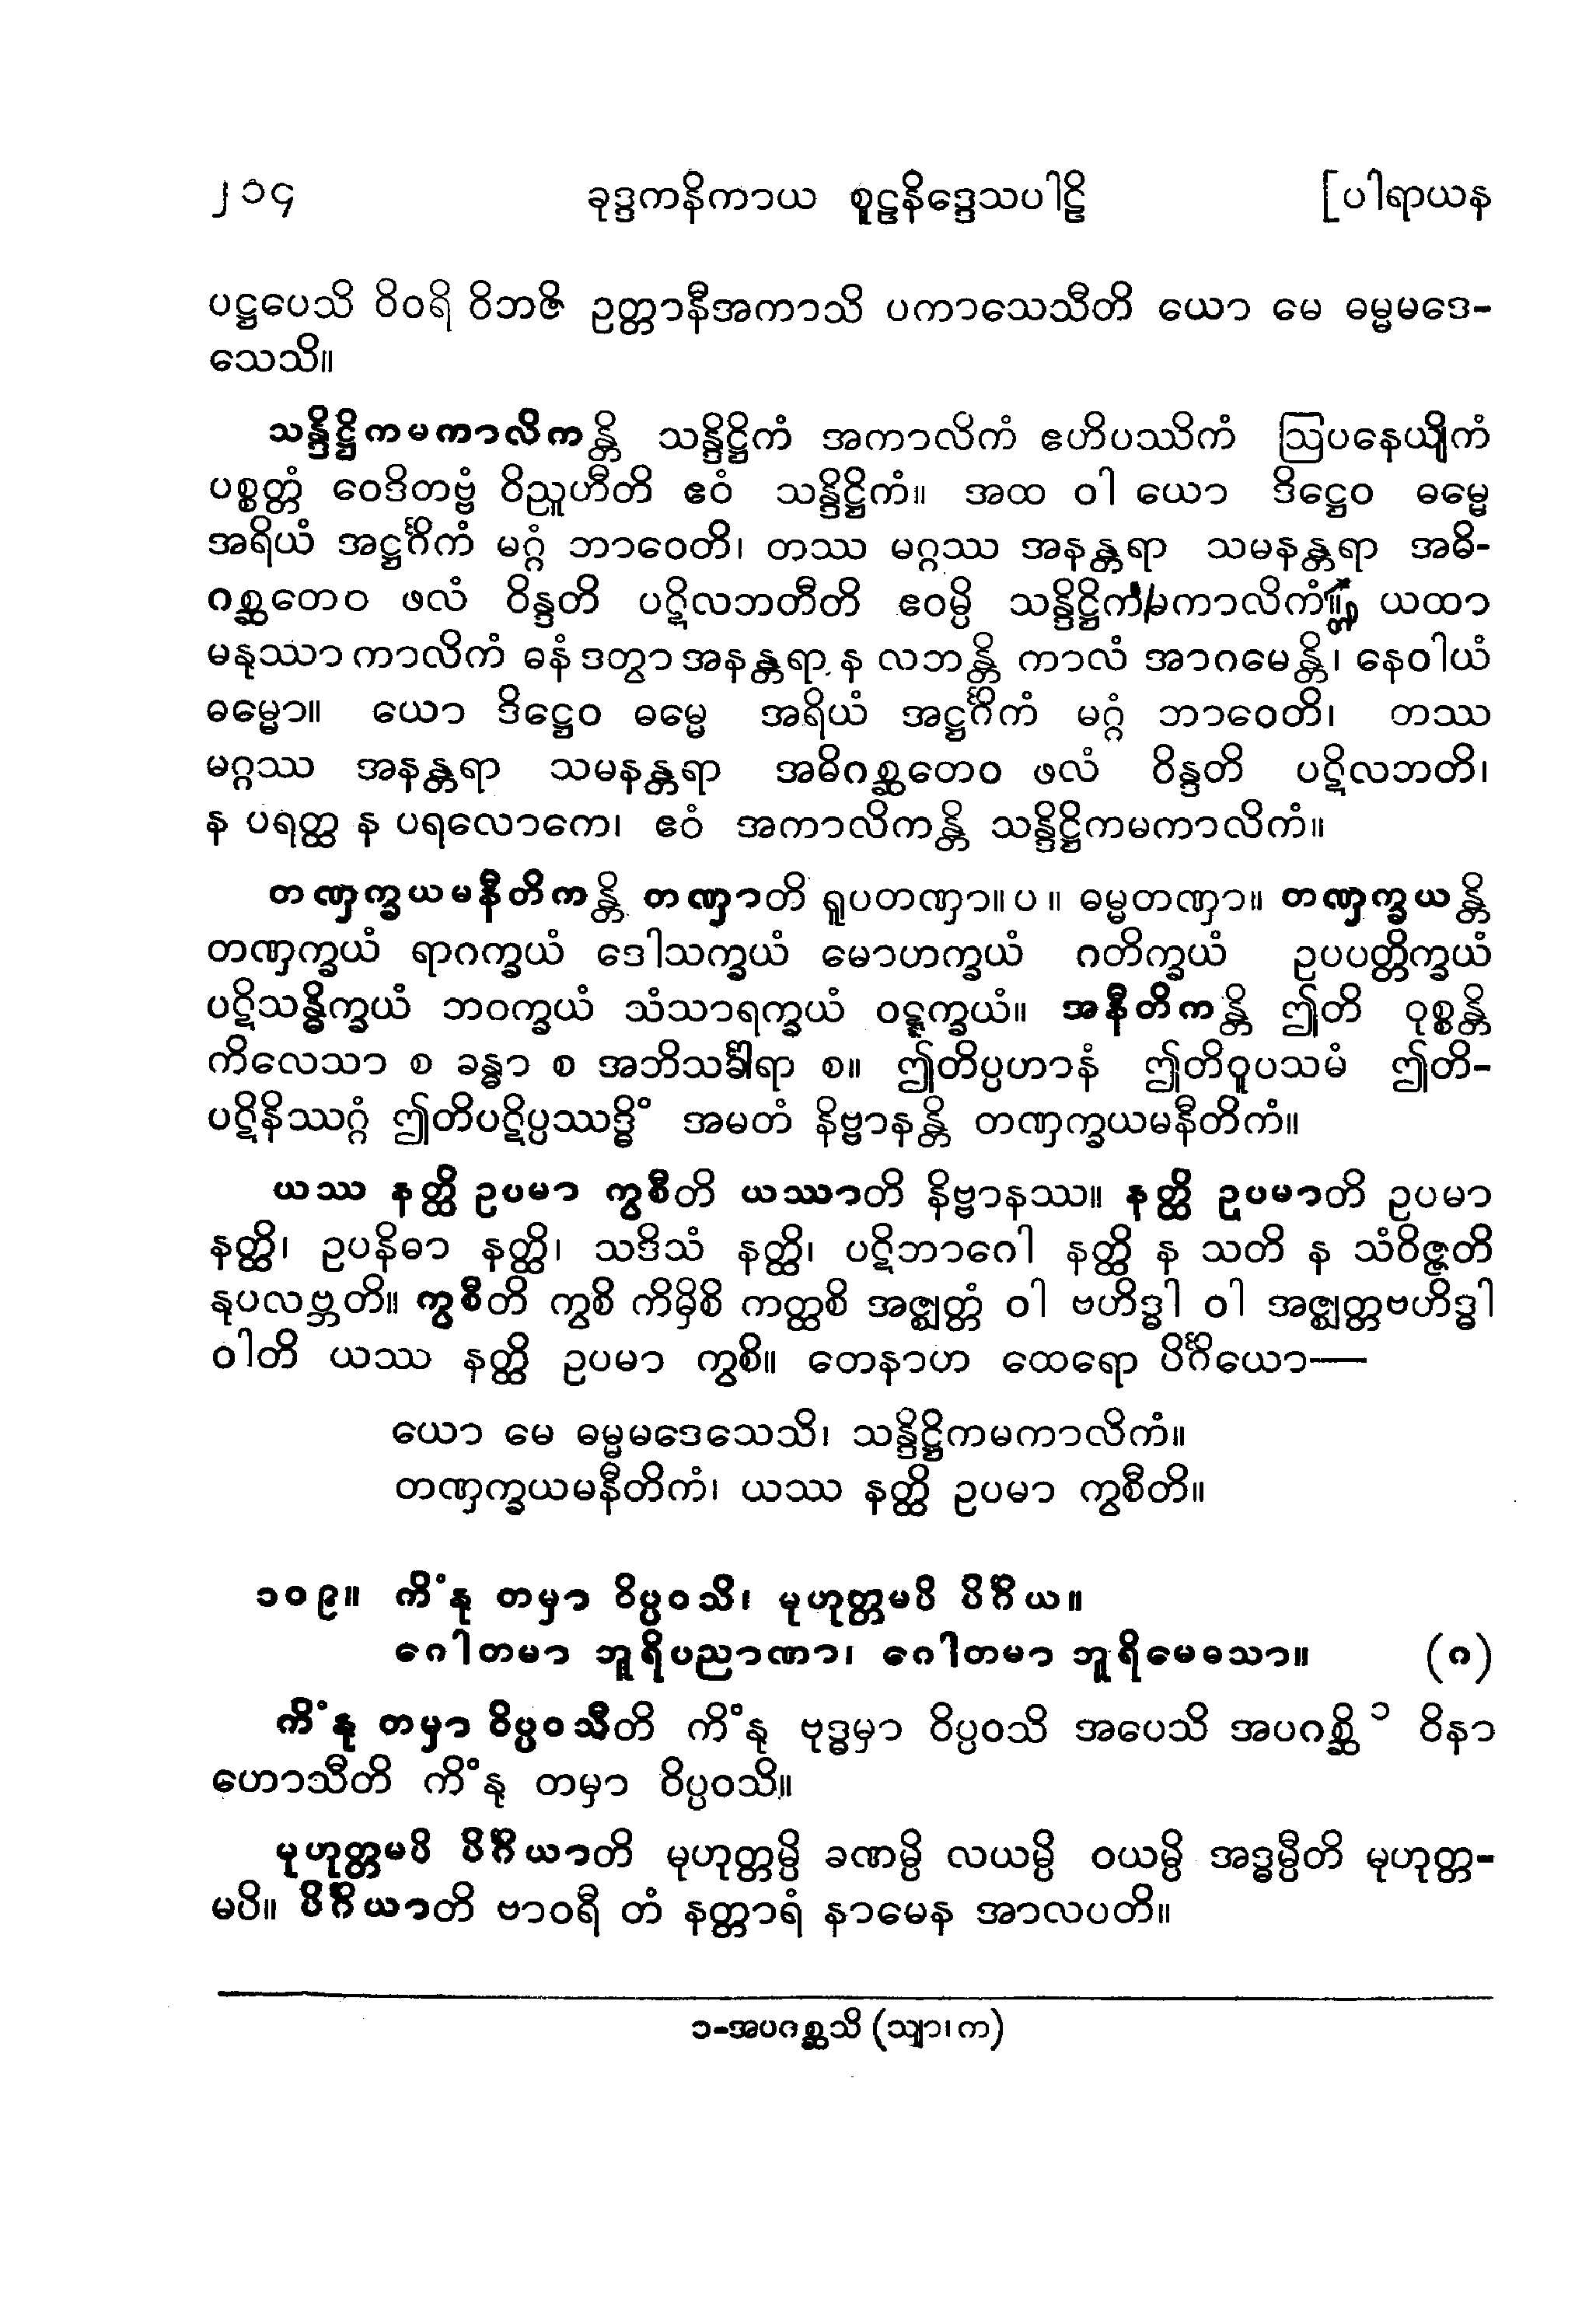 ၂၁၄ ခုဒ္ဒကနိကာယ စူဠနိဒ္ဒေသပါဠိ [ပါရာယန
ပဋ္ဌပေသိ ဝိဝရိ ဝိဘဇိ ဥတ္တာနီအကာသိ ပကာသေသီတိ ယော မေ ဓမ္မမဒေ-
သေသိ။
သန္ဒိဋ္ဌိကမကာလိကန္တိ သန္ဒိဋ္ဌိကံ အကာလိကံ ဧဟိပဿိကံ ဩပနေယျိကံ
ပစ္စတ္တံ ဝေဒိတဗ္ဗံ ဝိညူဟီတိ ဧဝံ သန္ဒိဋ္ဌိကံ။ အထ ဝါ ယော ဒိဋ္ဌေဝ ဓမ္မေ
အရိယံ အဋ္ဌင်္ဂိကံ မဂ္ဂံ ဘာဝေတိ၊ တဿ မဂ္ဂဿ အနန္တရာ သမနန္တရာ အဓိ-
ဂစ္ဆတေဝ ဖလံ ဝိန္ဒတိ ပဋိလဘတီတိ ဧဝမ္ပိ သန္ဒိဋ္ဌိကံမကာလိကံ။ ယထာ
မနုဿာ ကာလိကံ ဓနံ ဒတွာ အနန္တရာ န လဘန္တိ ကာလံ အာဂမေန္တိ၊ နေဝါယံ
ဓမ္မော။ ယော ဒိဋ္ဌေဝ ဓမ္မေ အရိယံ အဋ္ဌင်္ဂိကံ မဂ္ဂံ ဘာဝေတိ၊ တဿ
မဂ္ဂဿ အနန္တရာ သမနန္တရာ အဓိဂစ္ဆတေဝ ဖလံ ဝိန္ဒတိ ပဋိလဘတိ၊
န ပရတ္ထ န ပရလောကေ၊ ဧဝံ အကာလိကန္တိ သန္ဒိဋ္ဌိကမကာလိကံ။
တဏှက္ခယမနီတိကန္တိ တဏှာတိ ရူပတဏှာ။ပ။ ဓမ္မတဏှာ။ တဏှက္ခယန္တိ
တဏှက္ခယံ ရာဂက္ခယံ ဒေါသက္ခယံ မောဟက္ခယံ ဂတိက္ခယံ ဥပပတ္တိက္ခယံ
ပဋိသန္ဓိက္ခယံ ဘဝက္ခယံ သံသာရက္ခယံ ဝဋ္ဋက္ခယံ။ အနီတိကန္တိ ဤတိ ဝုစ္စန္တိ
ကိလေသာ စ ခန္ဓာ စ အဘိသင်္ခါရာ စ။ ဤတိပ္ပဟာနံ ဤတိဝူပသမံ ဤတိ-
ပဋိနိဿဂ္ဂံ ဤတိပဋိပ္ပဿဒ္ဓိံ အမတံ နိဗ္ဗာနန္တိ တဏှက္ခယမနီတိကံ။
ယဿ နတ္ထိ ဥပမာ ကွစီတိ ယဿာတိ နိဗ္ဗာနဿ။ နတ္ထိ ဥပမာတိ ဥပမာ
နတ္ထိ၊ ဥပနိဓာ နတ္ထိ၊ သဒိသံ နတ္ထိ၊ ပဋိဘာဂေါ နတ္ထိ န သတိ န သံဝိဇ္ဇတိ
နုပလဗ္ဘတိ။ ကွစီတိ ကွစိ ကိမှိစိ ကတ္ထစိ အဇ္ဈတ္တံ ဝါ ဗဟိဒ္ဓါ ဝါ အဇ္ဈတ္တဗဟိဒ္ဓါ
ဝါတိ ယဿ နတ္ထိ ဥပမာ ကွစိ။ တေနာဟ ထေရော ပိင်္ဂိယော—
ယော မေ ဓမ္မမဒေသေသိ၊ သန္ဒိဋ္ဌိကမကာလိကံ။
တဏှက္ခယမနီတိကံ၊ ယဿ နတ္ထိ ဥပမာ ကွစီတိ။
၁၀၉။ ကိံ နု တမှာ ဝိပ္ပဝသိ၊ မုဟုတ္တမပိ ပိင်္ဂိယ။
ဂေါတမာ ဘူရိပညာဏာ၊ ဂေါတမာ ဘူရိမေဓသာ။ (ဂ)
ကိံ နု တမှာ ဝိပ္ပဝသီတိ ကိံ နု ဗုဒ္ဓမှာ ဝိပ္ပဝသိ အပေသိ အပဂစ္ဆိ ၁ ဝိနာ
ဟောသီတိ ကိံ နု တမှာ ဝိပ္ပဝသိ။
မုဟုတ္တမပိ ပိင်္ဂိယာတိ မုဟုတ္တမ္ပိ ခဏမ္ပိ လယမ္ပိ ဝယမ္ပိ အဒ္ဓမ္ပီတိ မုဟုတ္တ-
မပိ။ ပိင်္ဂိယာတိ ဗာဝရီ တံ နတ္တာရံ နာမေန အာလပတိ။
၁-အပဂစ္ဆသိ (သျာ၊ က)